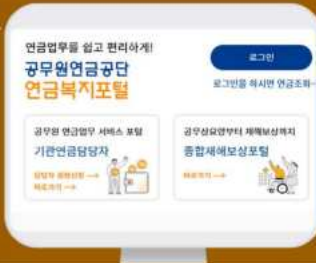 연금업무를 쉽고 편리하게!
공무원연금공단
연금복지포털
로그인
로그인을 하시면 연금조회
공무원 연금업무 서비스 포털
기관연금담당자
바로가기
공무상요양부터 재해보상까지
종합재해보상포털
바로가기